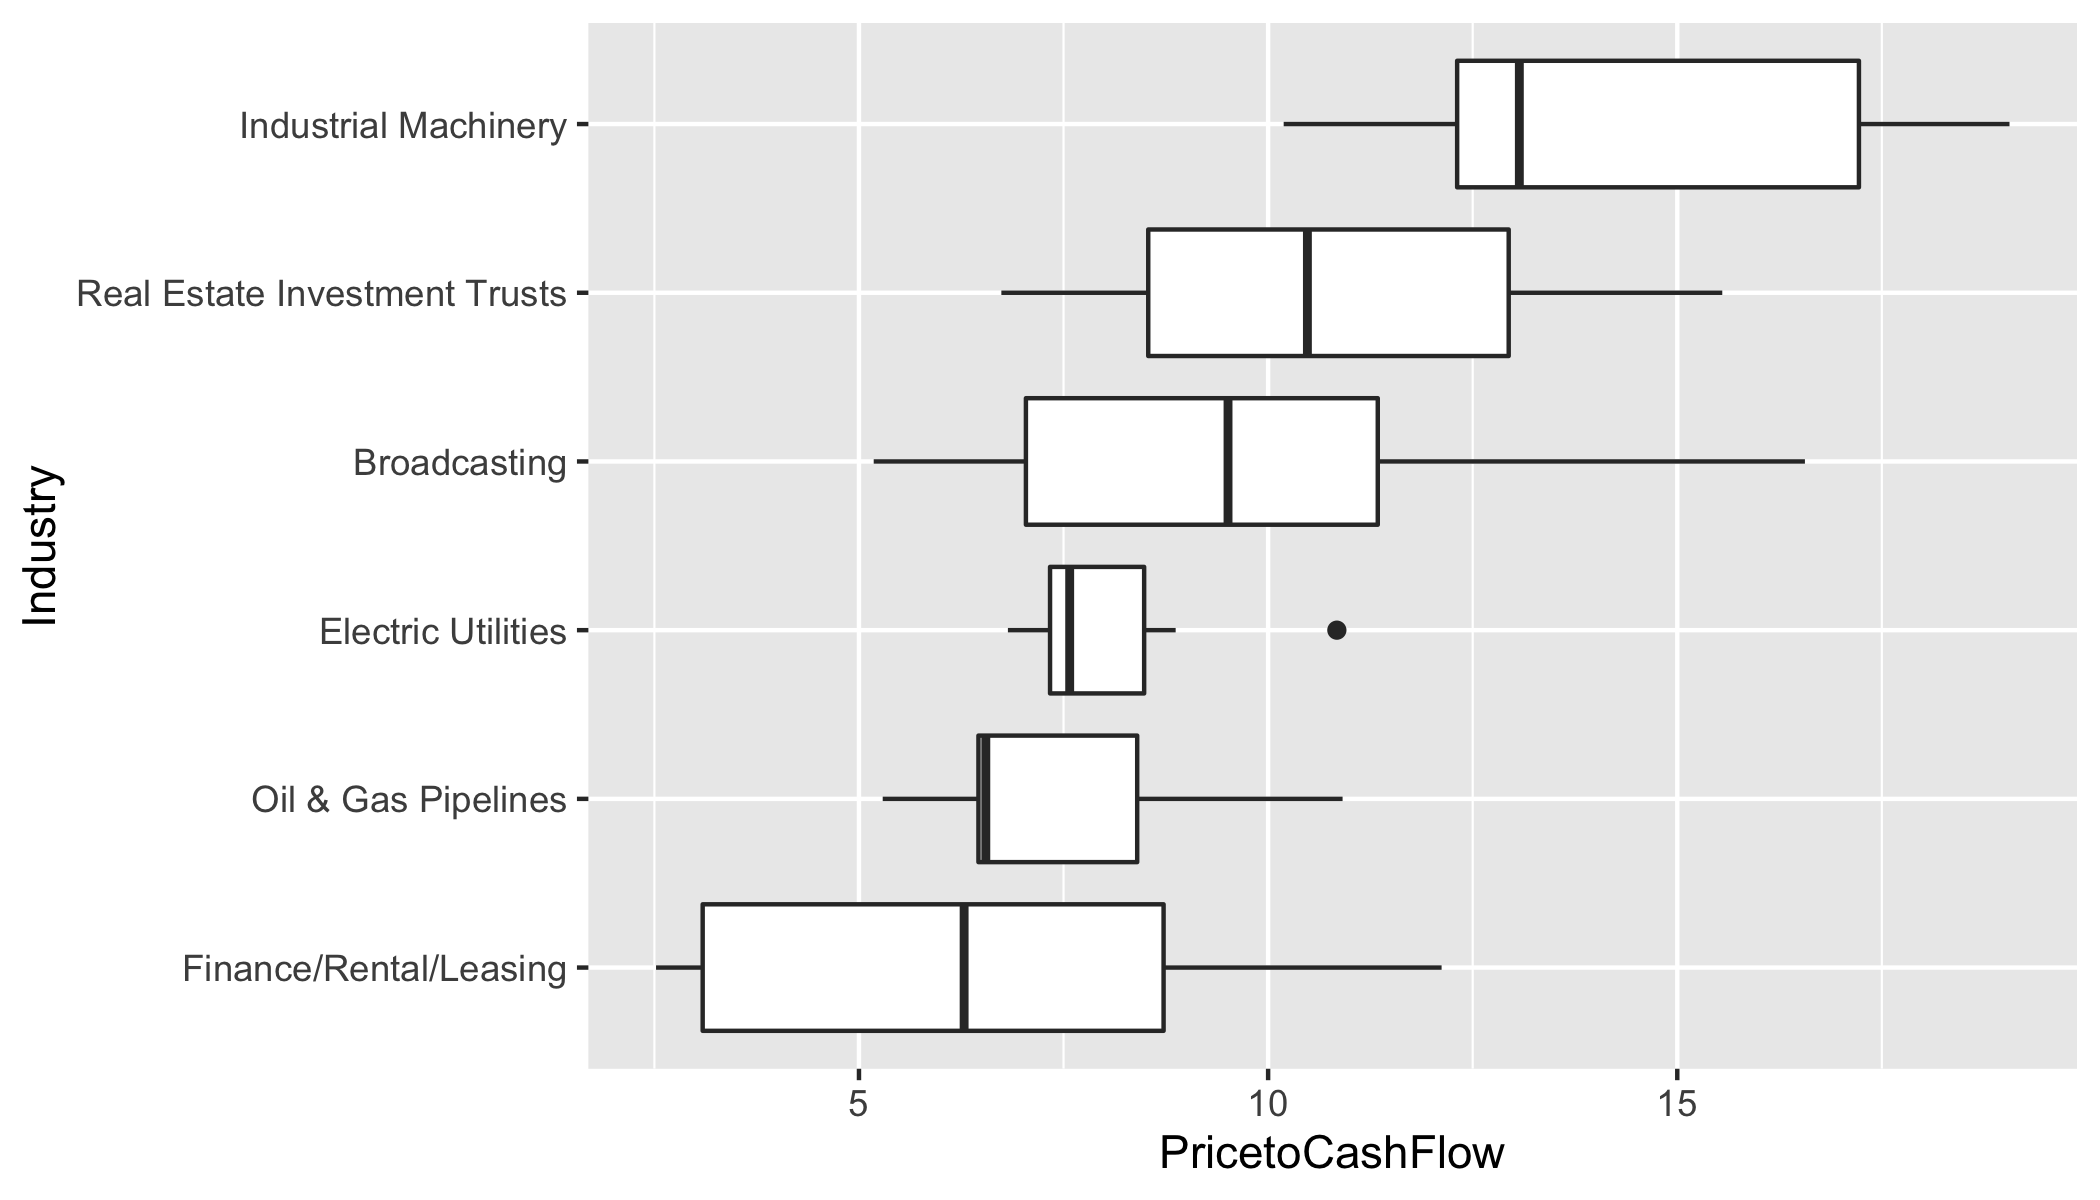 Industry
Industrial Machinery
Real Estate Investment Trusts
Broadcasting
Electric Utilities
Oil & Gas Pipelines
Finance/Rental/Leasing
5 10 15
PricetoCashFlow